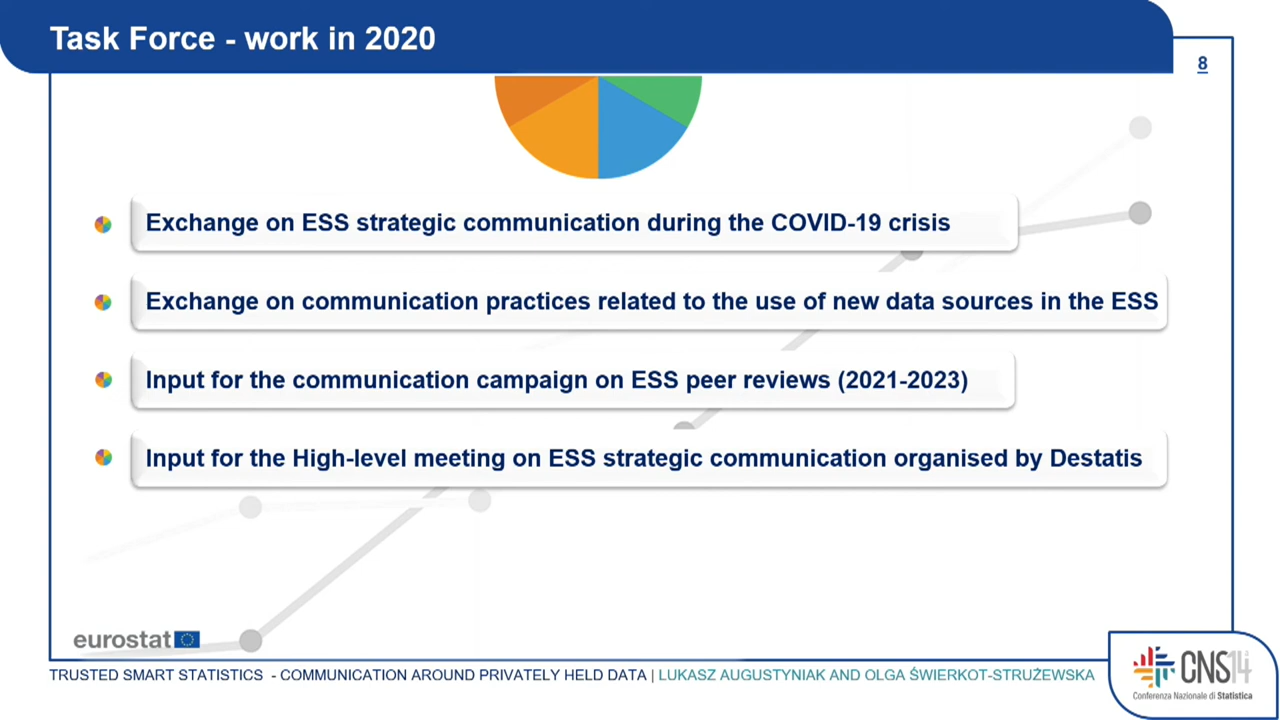 Task Force - work in 2020
8
Exchange on ESS strategic communication during the COVID-19 crisis
Exchange on communication practices related to the use of new data sources in the ESS
Input for the communication campaign on ESS peer reviews (2021-2023)
Input for the High-level meeting on ESS strategic communication organised by Destatis
eurostat
TRUSTED SMART STATISTICS - COMMUNICATION AROUND PRIVATELY HELD DATA | LUKASZ AUGUSTYNIAK AND OLGA ŚWIERKOT-STRUŻEWSKA
CNS14
Conferenza Nazionale di Statistica